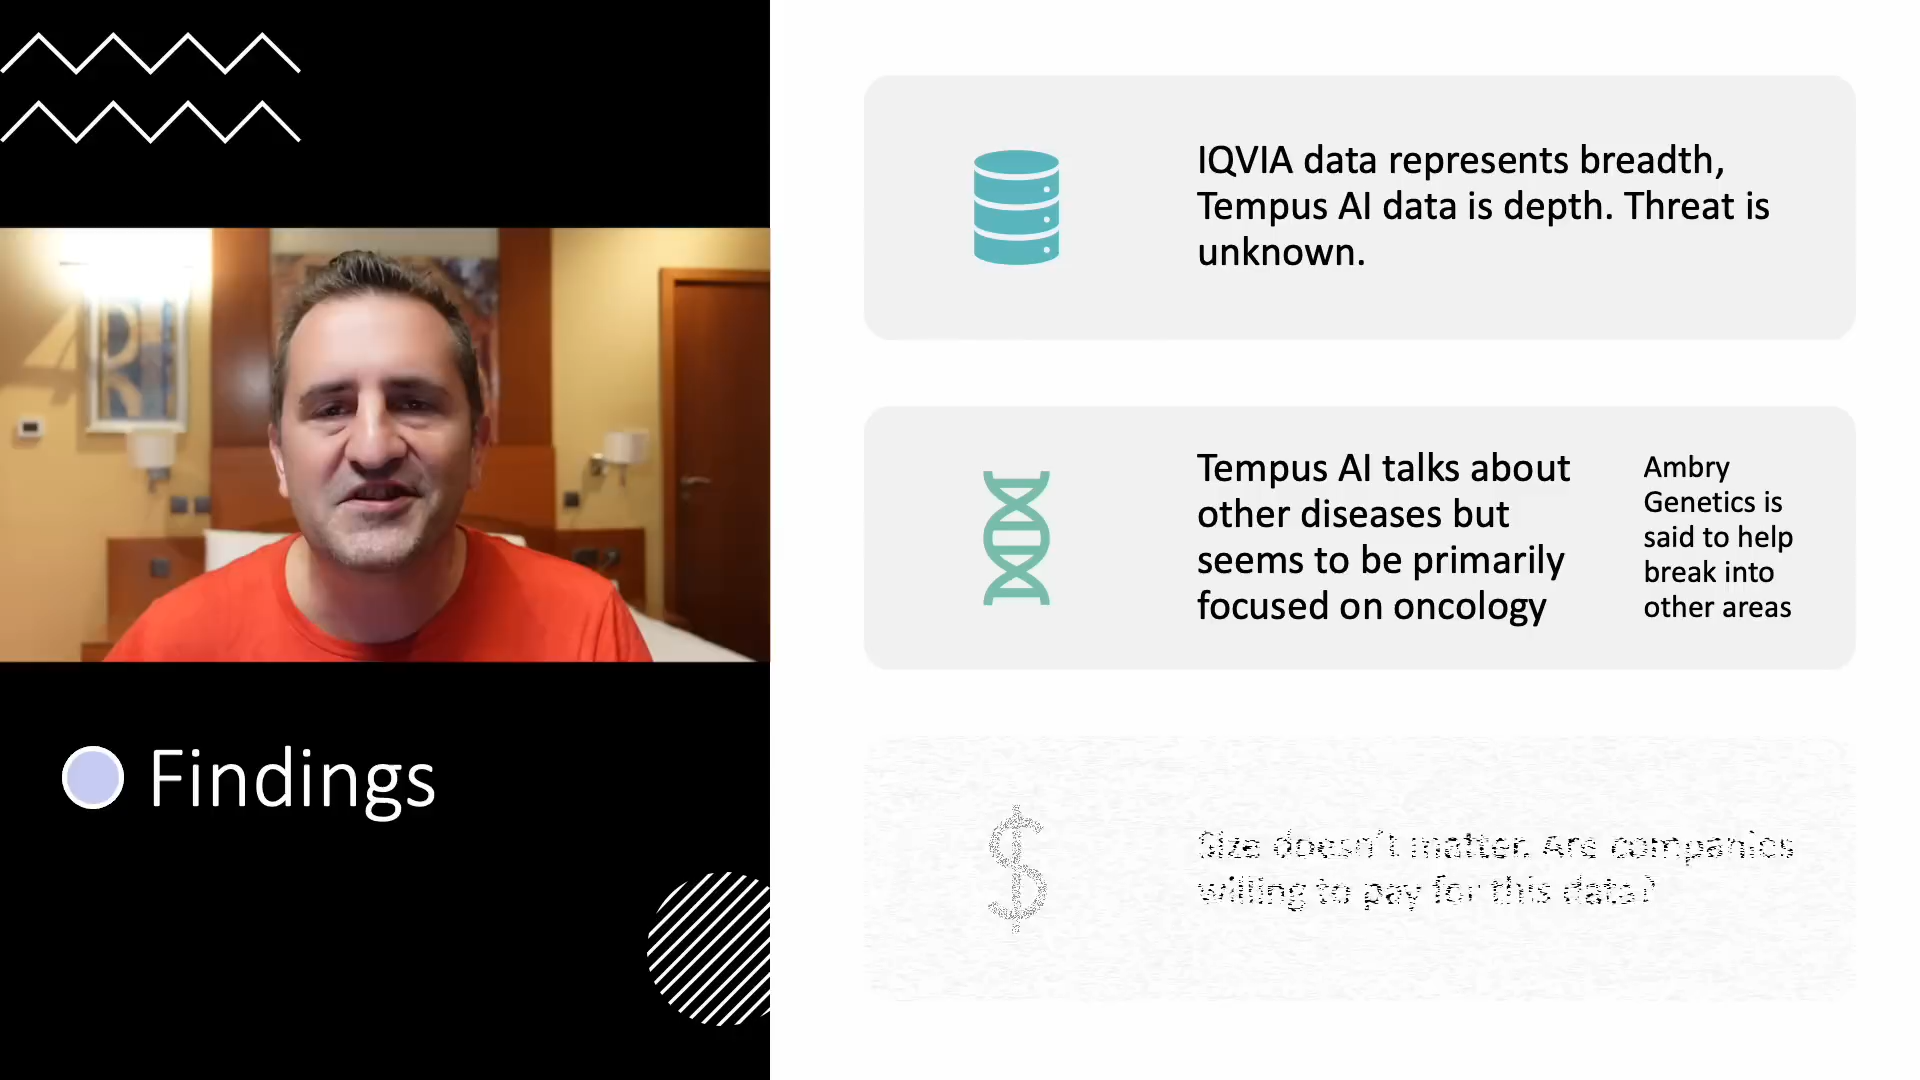 IQVIA data represents breadth,
Tempus AI data is depth. Threat is
unknown.
Tempus AI talks about
other diseases but
seems to be primarily
focused on oncology
Ambry
Genetics is
said to help
break into
other areas
Size doesn't matter. Are companies
willing to pay for this data?
Findings